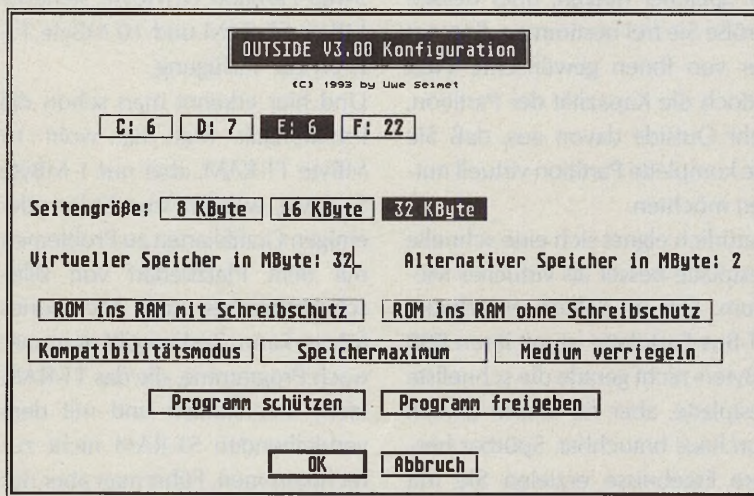 OUTSIDE V3.00 Konfiguration
(C) 1993 by Uwe Seimet
C: 6 D: 7 E: 6 F: 22
Seitengröße: 8 KByte 16 KByte 32 KByte
Virtueller Speicher in MByte: 32 Alternativer Speicher in MByte: 2
ROM ins RAM mit Schreibschutz ROM ins RAM ohne Schreibschutz
Kompatibilitätsmodus Speichermaximum Medium verriegeln
Programm schützen Programm freigeben
OK Abbruch